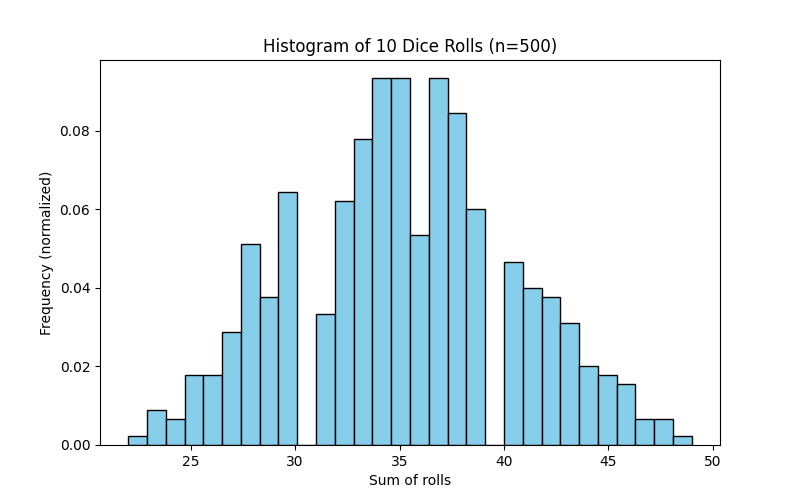 Histogram of 10 Dice Rolls (n=500)
Frequency (normalized)
0.08
0.06
0.04
0.02
0.00
25 30 35 40 45 50
Sum of rolls